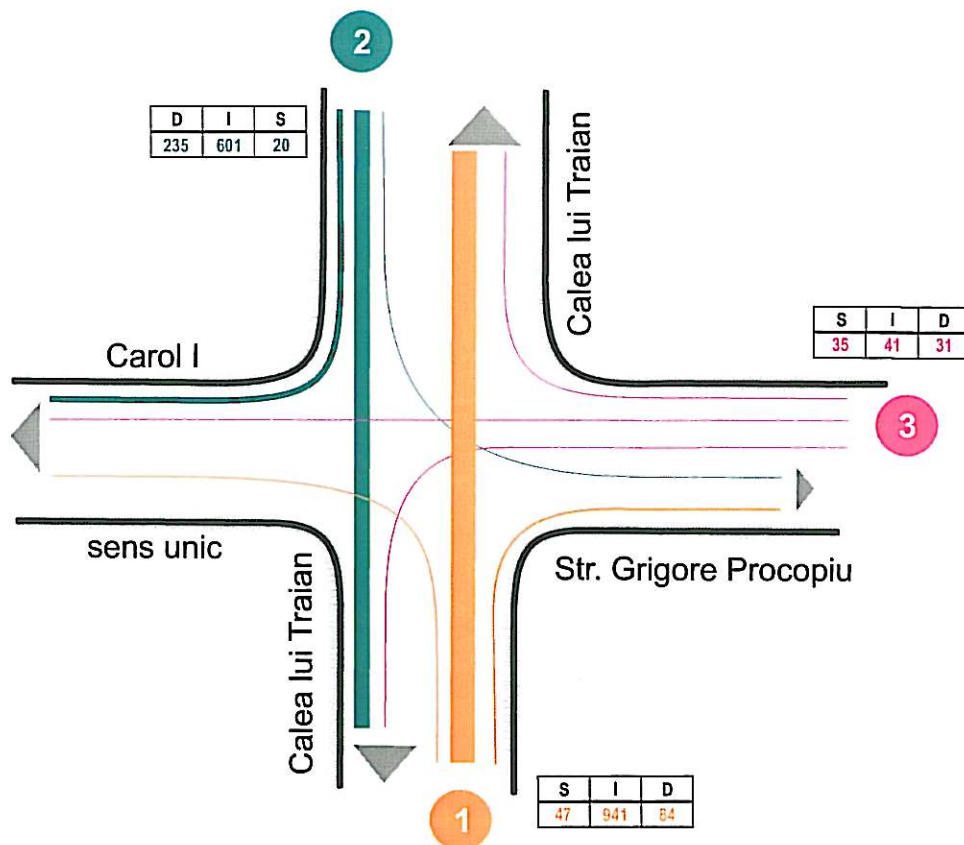 2
D I S
235 601 20
Calea lui Traian
S I D
35 41 31
Carol I
3
sens unic
Str. Grigore Procopiu
Calea lui Traian
S I D
47 941 84
1